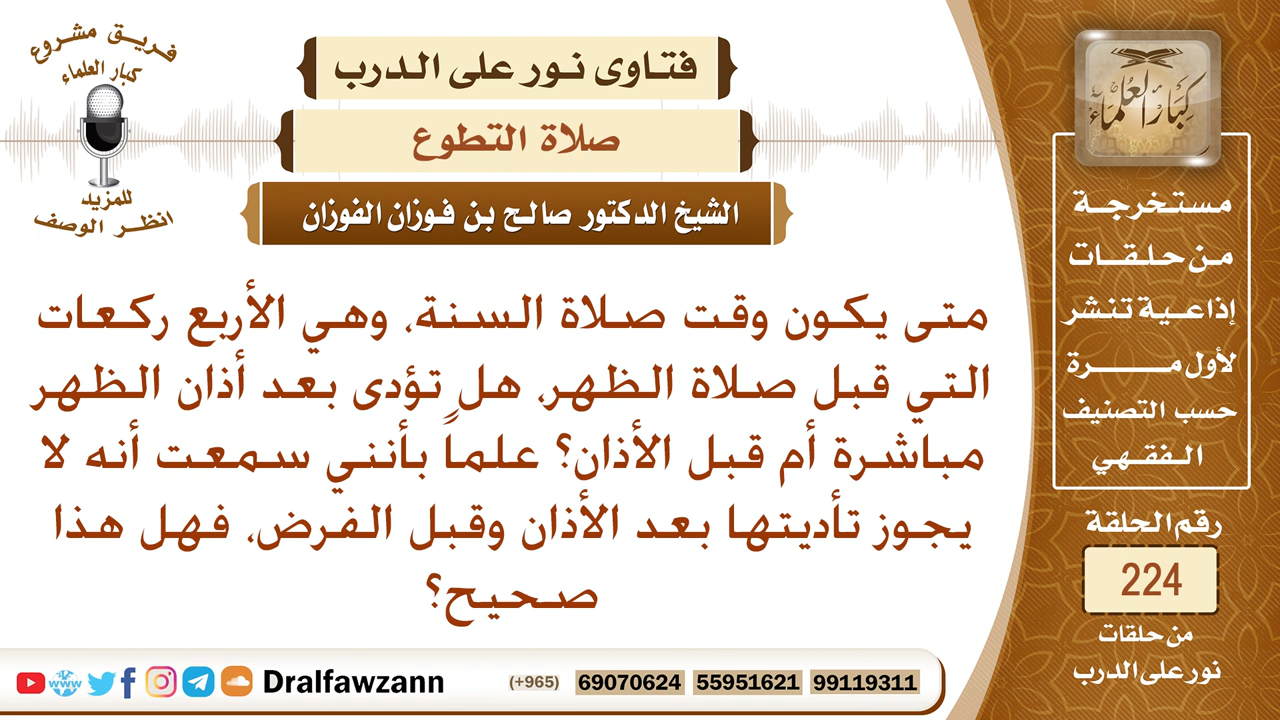 فريق مشروع
كبار العلماء
للمزيد
انظر الوصف
فتاوى نور على الدرب
صلاة التطوع
الشيخ الدكتور صالح بن فوزان الفوزان
متى يكون وقت صلاة السنة، وهي الأربع ركعات
التي قبل صلاة الظهر، هل تؤدى بعد أذان الظهر
مباشرة أم قبل الأذان؟ علماً بأنني سمعت أنه لا
يجوز تأديتها بعد الأذان وقبل الفرض، فهل هذا
صحيح؟
كبار العلماء
مستخرجة
من حلقات
إذاعية تنشر
لأول مرة
حسب التصنيف
الفقهي
رقم الحلقة
224
من حلقات
نور على الدرب
www
Dralfawzann (+965) 69070624 55951621 99119311